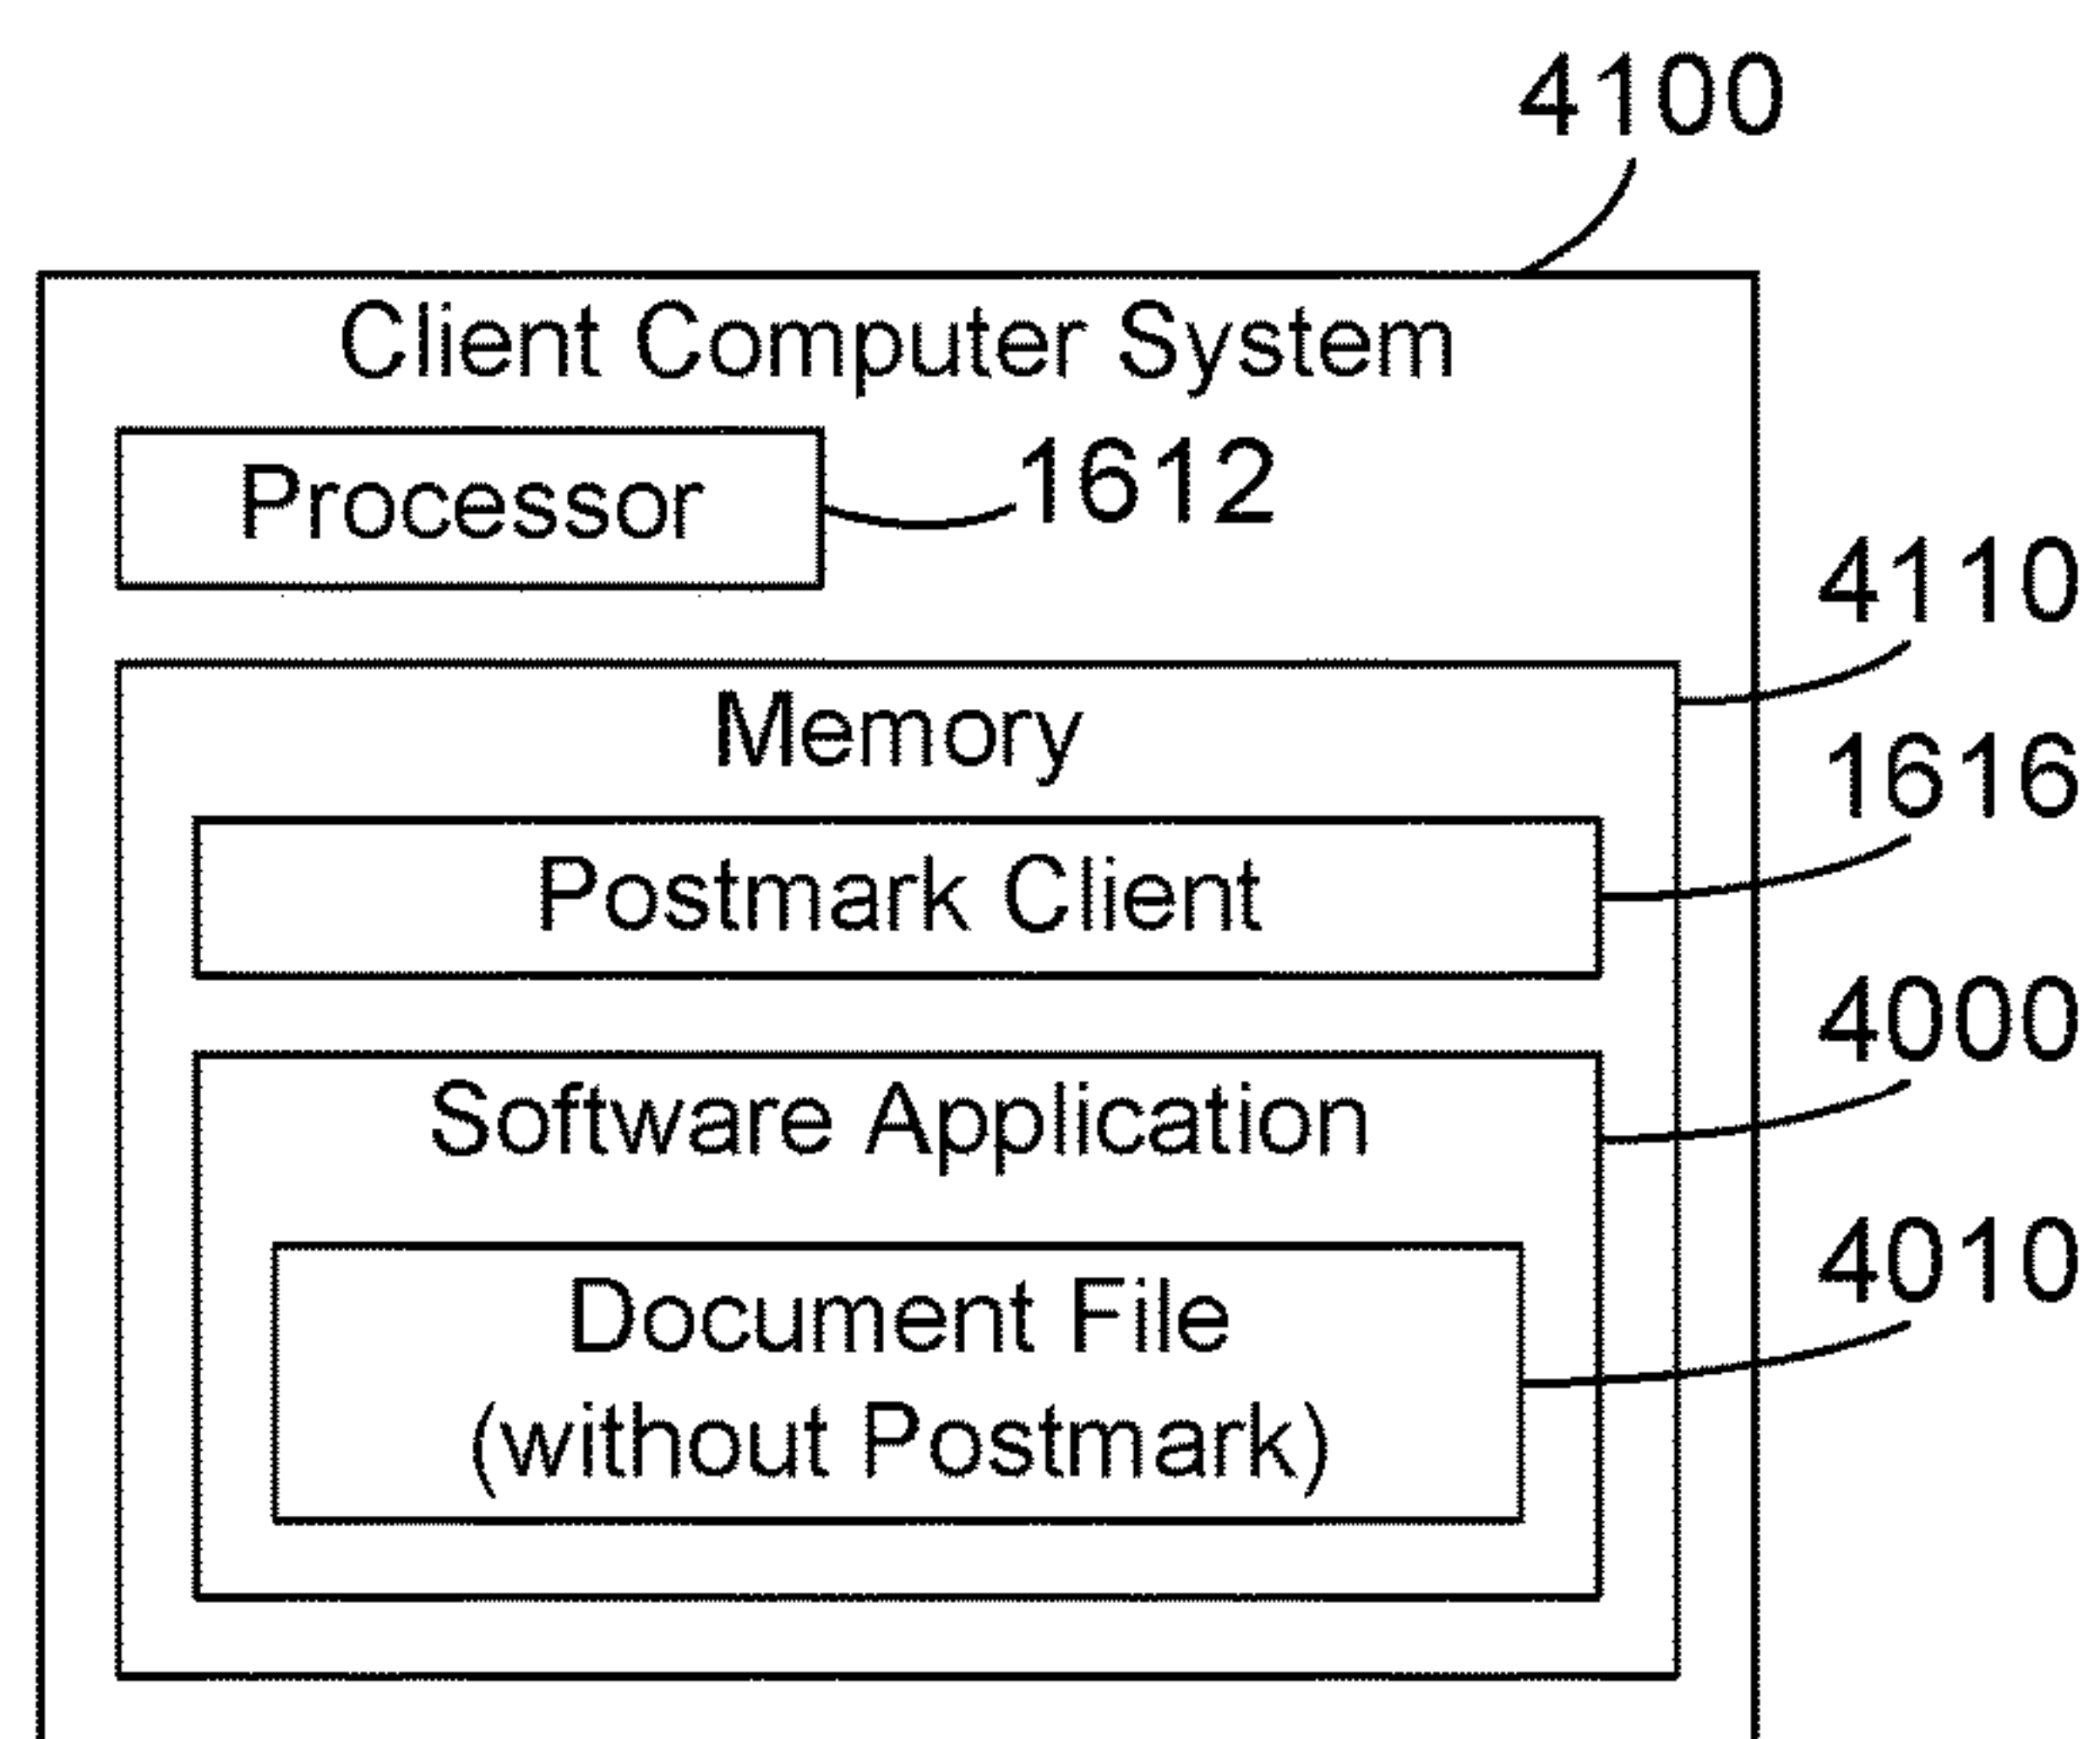 4100
Client Computer System
Processor
1612
4110
Memory
1616
Postmark Client
4000
Software Application
4010
Document File
(without Postmark)